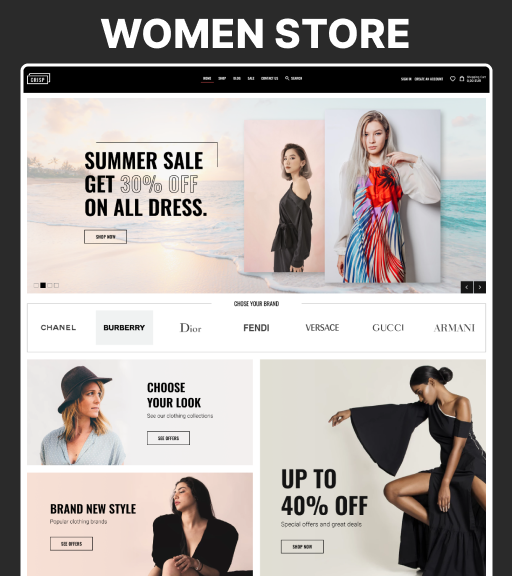 WOMEN STORE
CRISP
HOME SHOP BLOG SALE CONTACT US SEARCH
SIGN IN CREATE AN ACCOUNT
SUMMER SALE
GET 30% OFF
ON ALL DRESS.
SHOP NOW
CHOSE YOUR BRAND
CHANEL BURBERRY Dior FENDI VERSACE GUCCI ARMANI
CHOOSE
YOUR LOOK
See our clothing collections
SEE OFFERS
BRAND NEW STYLE
Popular clothing brands
SEE OFFERS
UP TO
40% OFF
Special offers and great deals
SHOP NOW